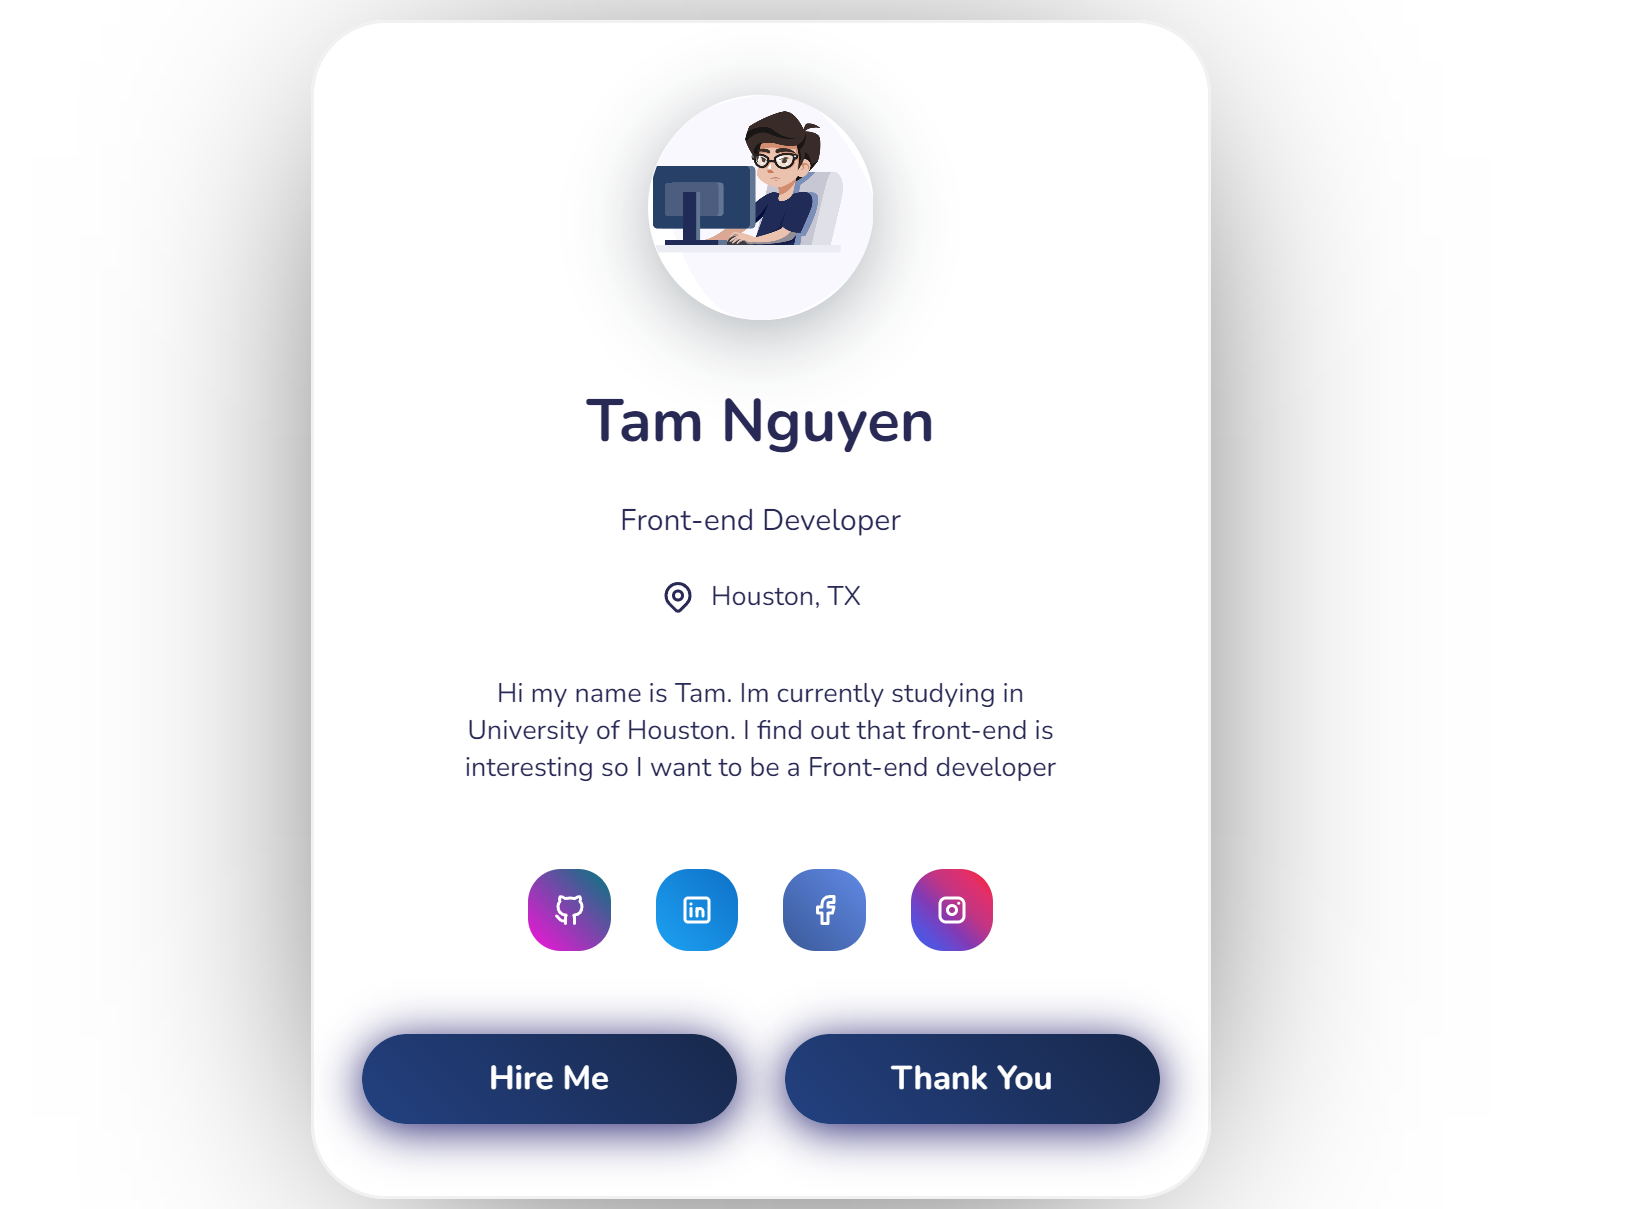 Tam Nguyen
Front-end Developer
Houston, TX
Hi my name is Tam. Im currently studying in
University of Houston. I find out that front-end is
interesting so I want to be a Front-end developer
Hire Me
Thank You